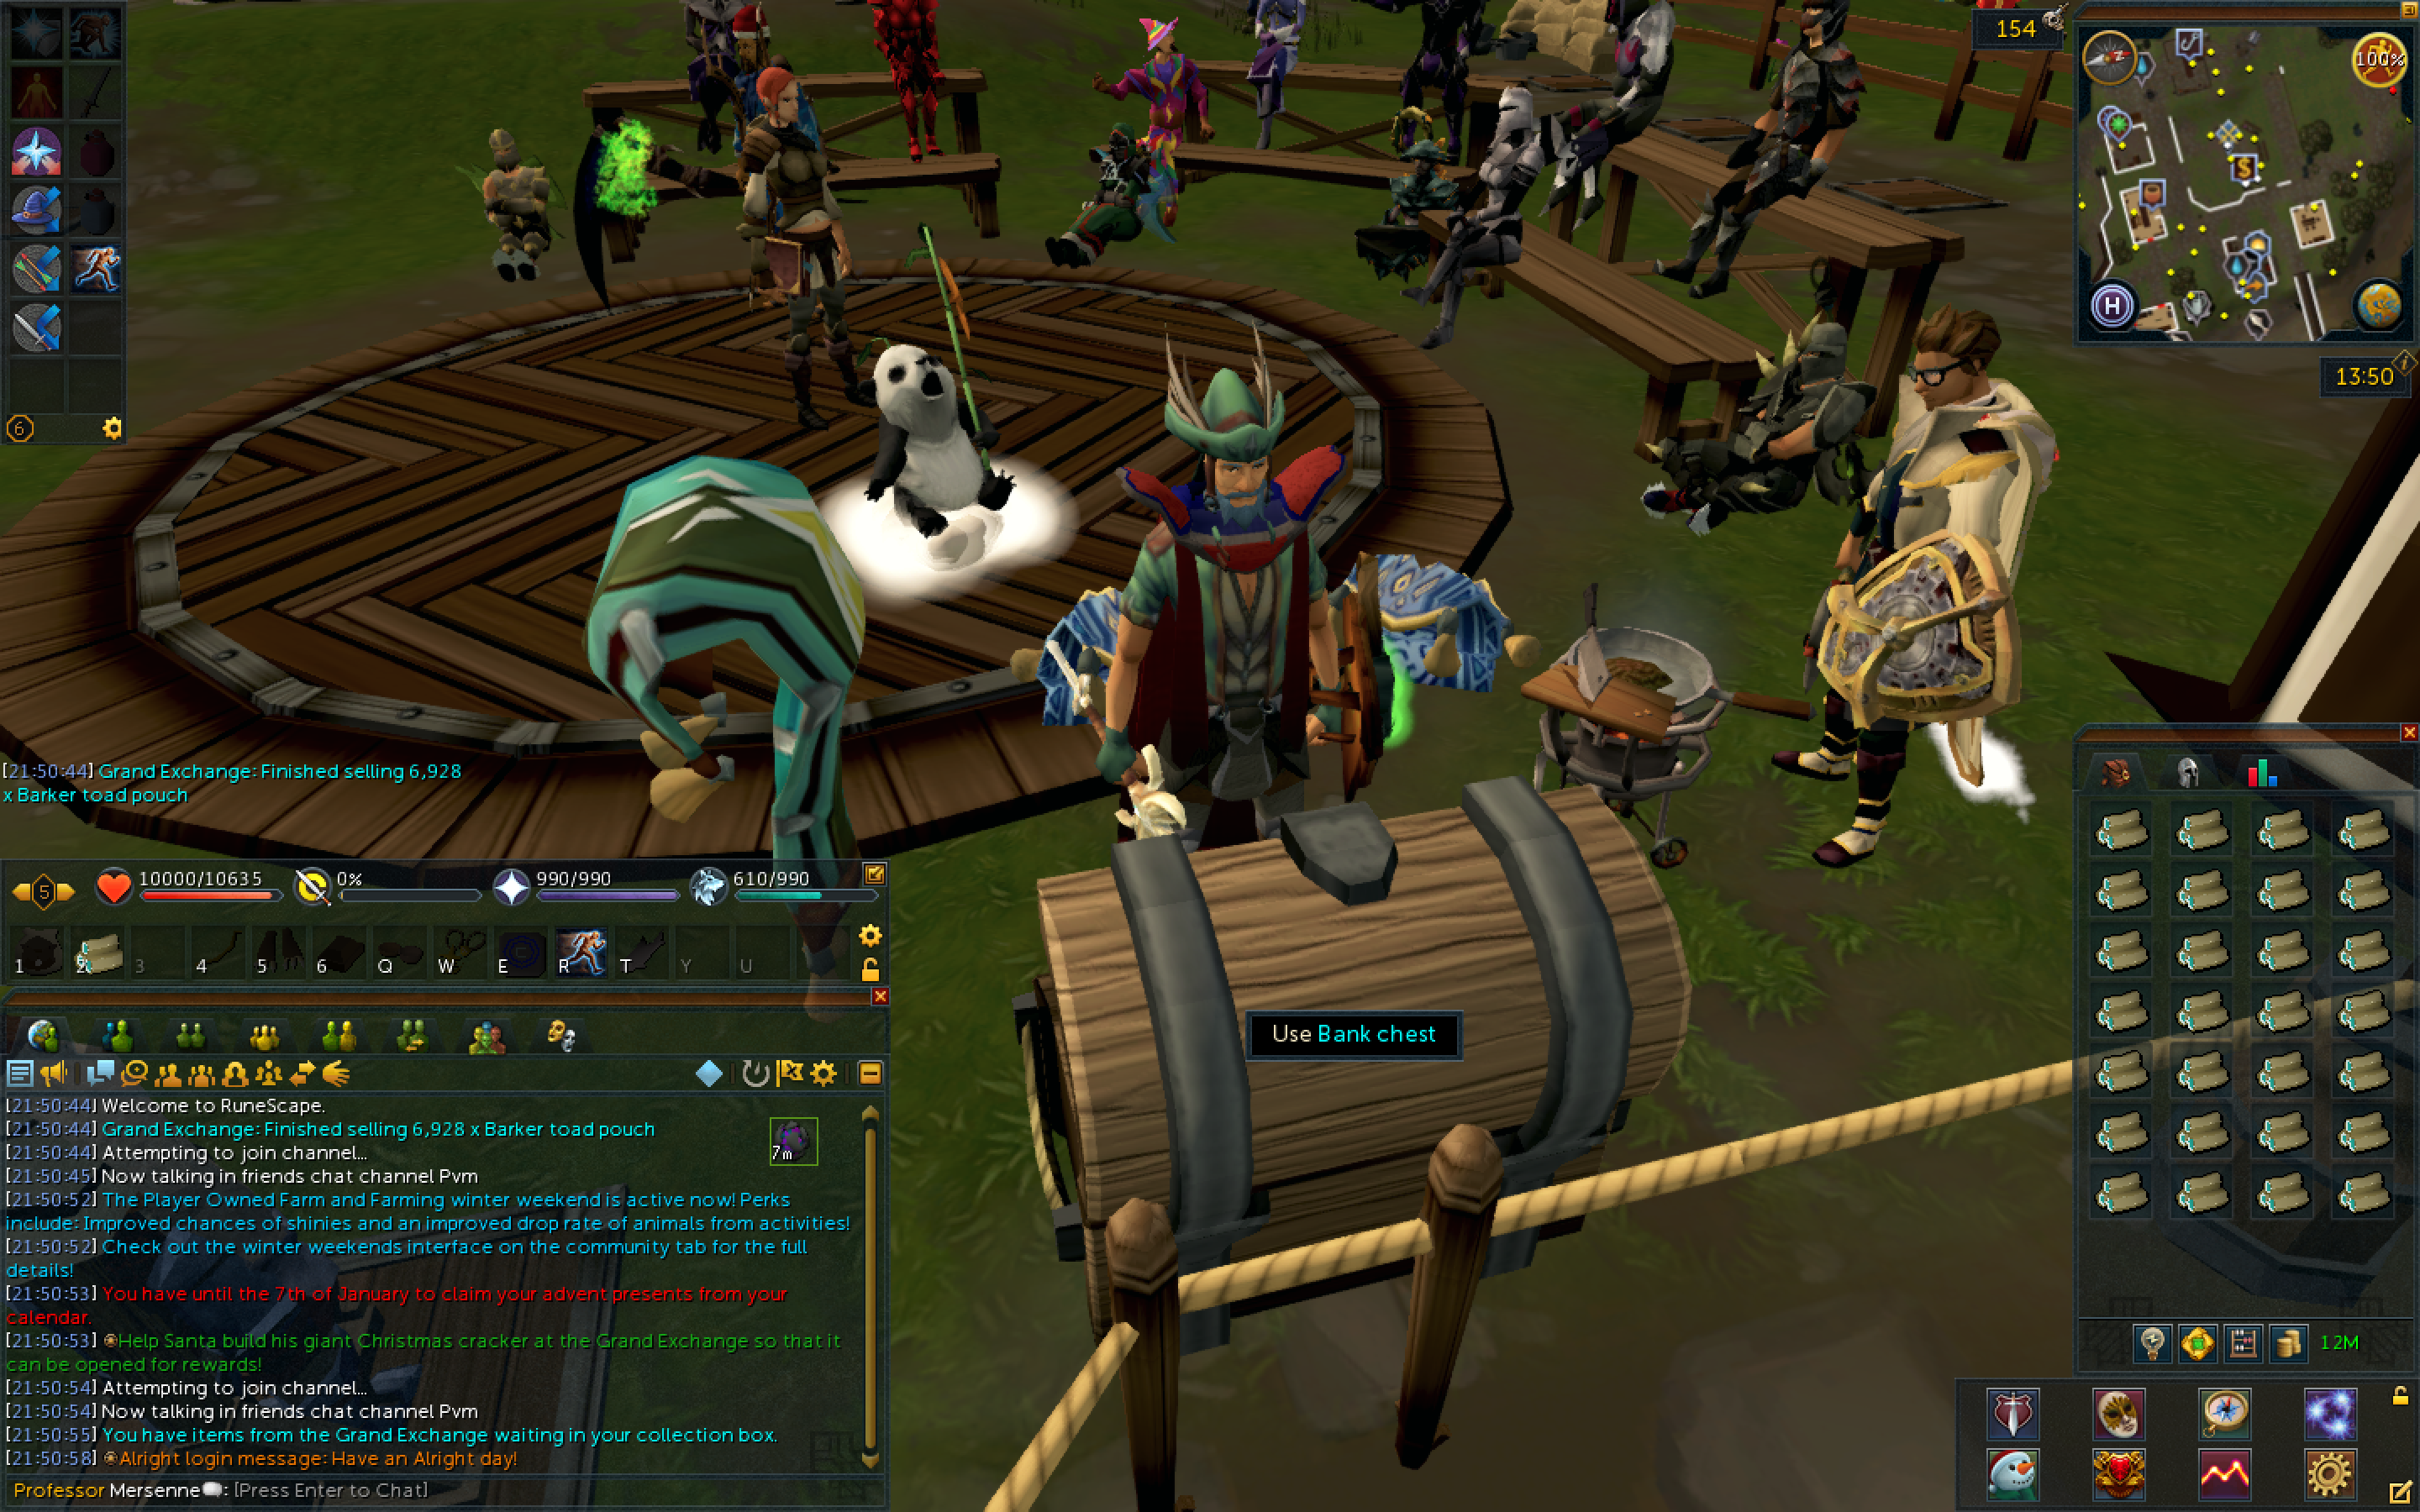 154
100%
H
13:50
6
[21:50:44] Grand Exchange: Finished selling 6,928
x Barker toad pouch
5
10000/10635
0%
990/990
610/990
1
2
3
4
5
6
Q
W
E
R
T
Y
U
Use Bank chest
[21:50:44] Welcome to RuneScape.
[21:50:44] Grand Exchange: Finished selling 6,928 x Barker toad pouch
[21:50:44] Attempting to join channel...
[21:50:45] Now talking in friends chat channel Pvm
[21:50:52] The Player Owned Farm and Farming winter weekend is active now! Perks
include: Improved chances of shinies and an improved drop rate of animals from activities!
[21:50:52] Check out the winter weekends interface on the community tab for the full
details!
[21:50:53] You have until the 7th of January to claim your advent presents from your
calendar.
[21:50:53] Help Santa build his giant Christmas cracker at the Grand Exchange so that it
can be opened for rewards!
[21:50:54] Attempting to join channel...
[21:50:54] Now talking in friends chat channel Pvm
[21:50:55] You have items from the Grand Exchange waiting in your collection box.
[21:50:58] Alright login message: Have an Alright day!
7m
Professor Mersenne: [Press Enter to Chat]
12M